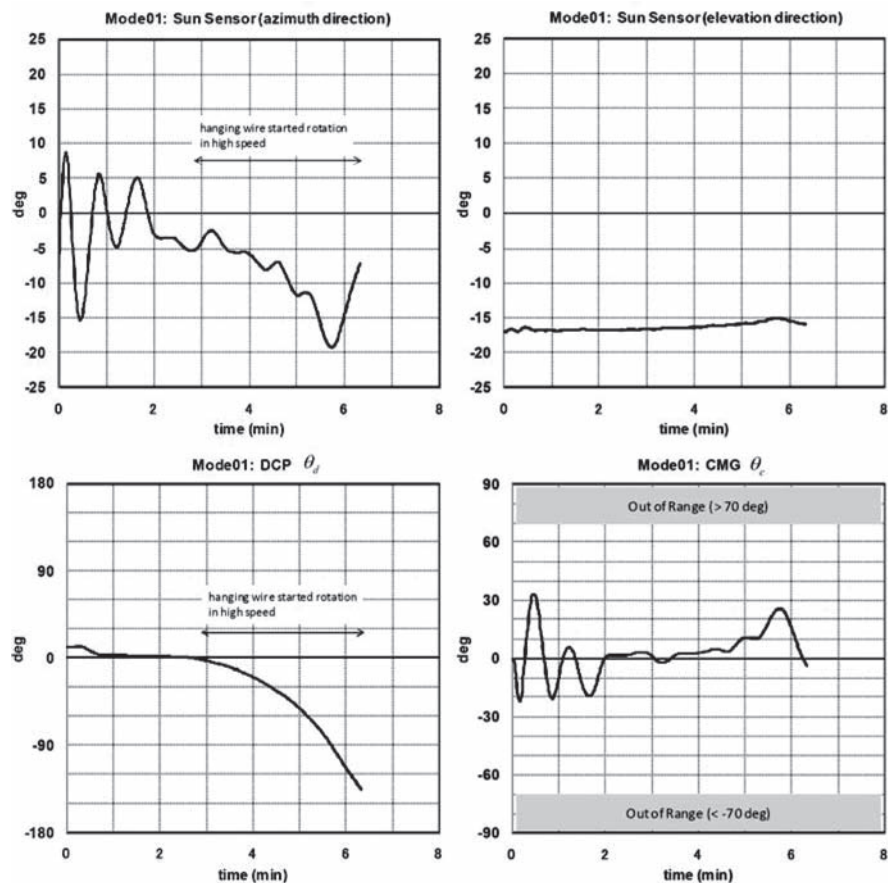 Mode01: Sun Sensor (azimuth direction)
25
20
15
10
5
0
-5
-10
-15
-20
-25
deg
hanging wire started rotation
in high speed
0 2 4 6 8
time (min)
Mode01: Sun Sensor (elevation direction)
25
20
15
10
5
0
-5
-10
-15
-20
-25
deg
0 2 4 6 8
time (min)
Mode01: DCP θd
180
90
0
-90
-180
deg
hanging wire started rotation
in high speed
0 2 4 6 8
time (min)
Mode01: CMG θc
90
60
30
0
-30
-60
-90
deg
Out of Range (> 70 deg)
Out of Range (< -70 deg)
0 2 4 6 8
time (min)